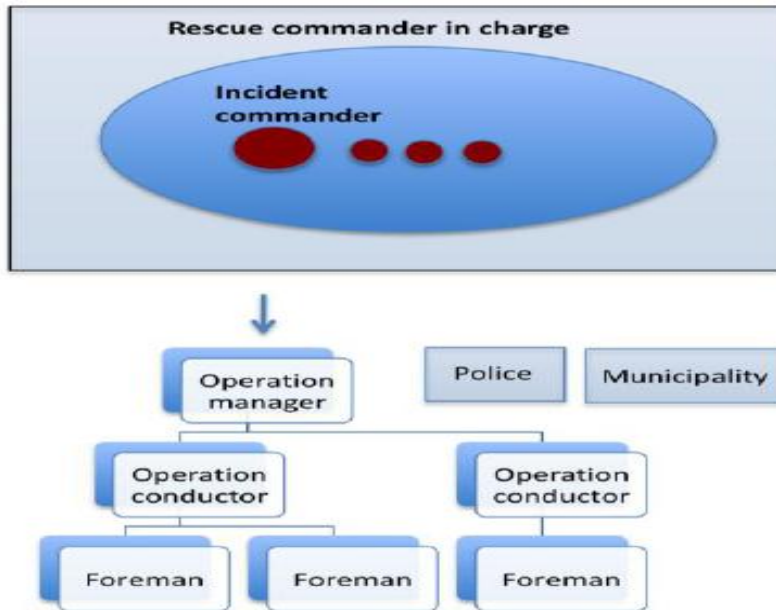 Rescue commander in charge
Incident
commander
Operation
manager
Police
Municipality
Operation
conductor
Operation
conductor
Foreman
Foreman
Foreman